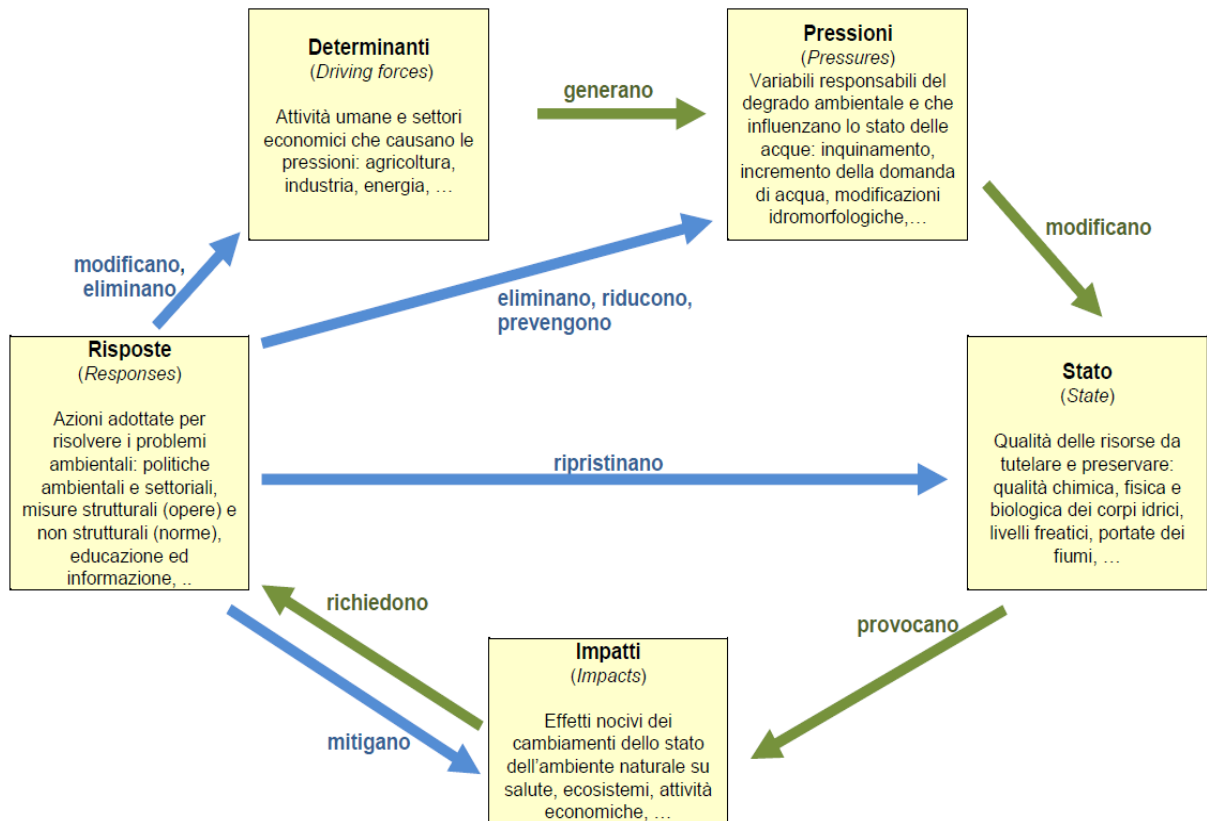 Determinanti
(Driving forces)
Attività umane e settori
economici che causano le
pressioni: agricoltura,
industria, energia, …
generano
Pressioni
(Pressures)
Variabili responsabili del
degrado ambientale e che
influenzano lo stato delle
acque: inquinamento,
incremento della domanda
di acqua, modificazioni
idromorfologiche,…
modificano,
eliminano
eliminano, riducono,
prevengono
modificano
Risposte
(Responses)
Azioni adottate per
risolvere i problemi
ambientali: politiche
ambientali e settoriali,
misure strutturali (opere) e
non strutturali (norme),
educazione ed
informazione, ..
ripristinano
Stato
(State)
Qualità delle risorse da
tutelare e preservare:
qualità chimica, fisica e
biologica dei corpi idrici,
livelli freatici, portate dei
fiumi, …
richiedono
provocano
mitigano
Impatti
(Impacts)
Effetti nocivi dei
cambiamenti dello stato
dell’ambiente naturale su
salute, ecosistemi, attività
economiche, …